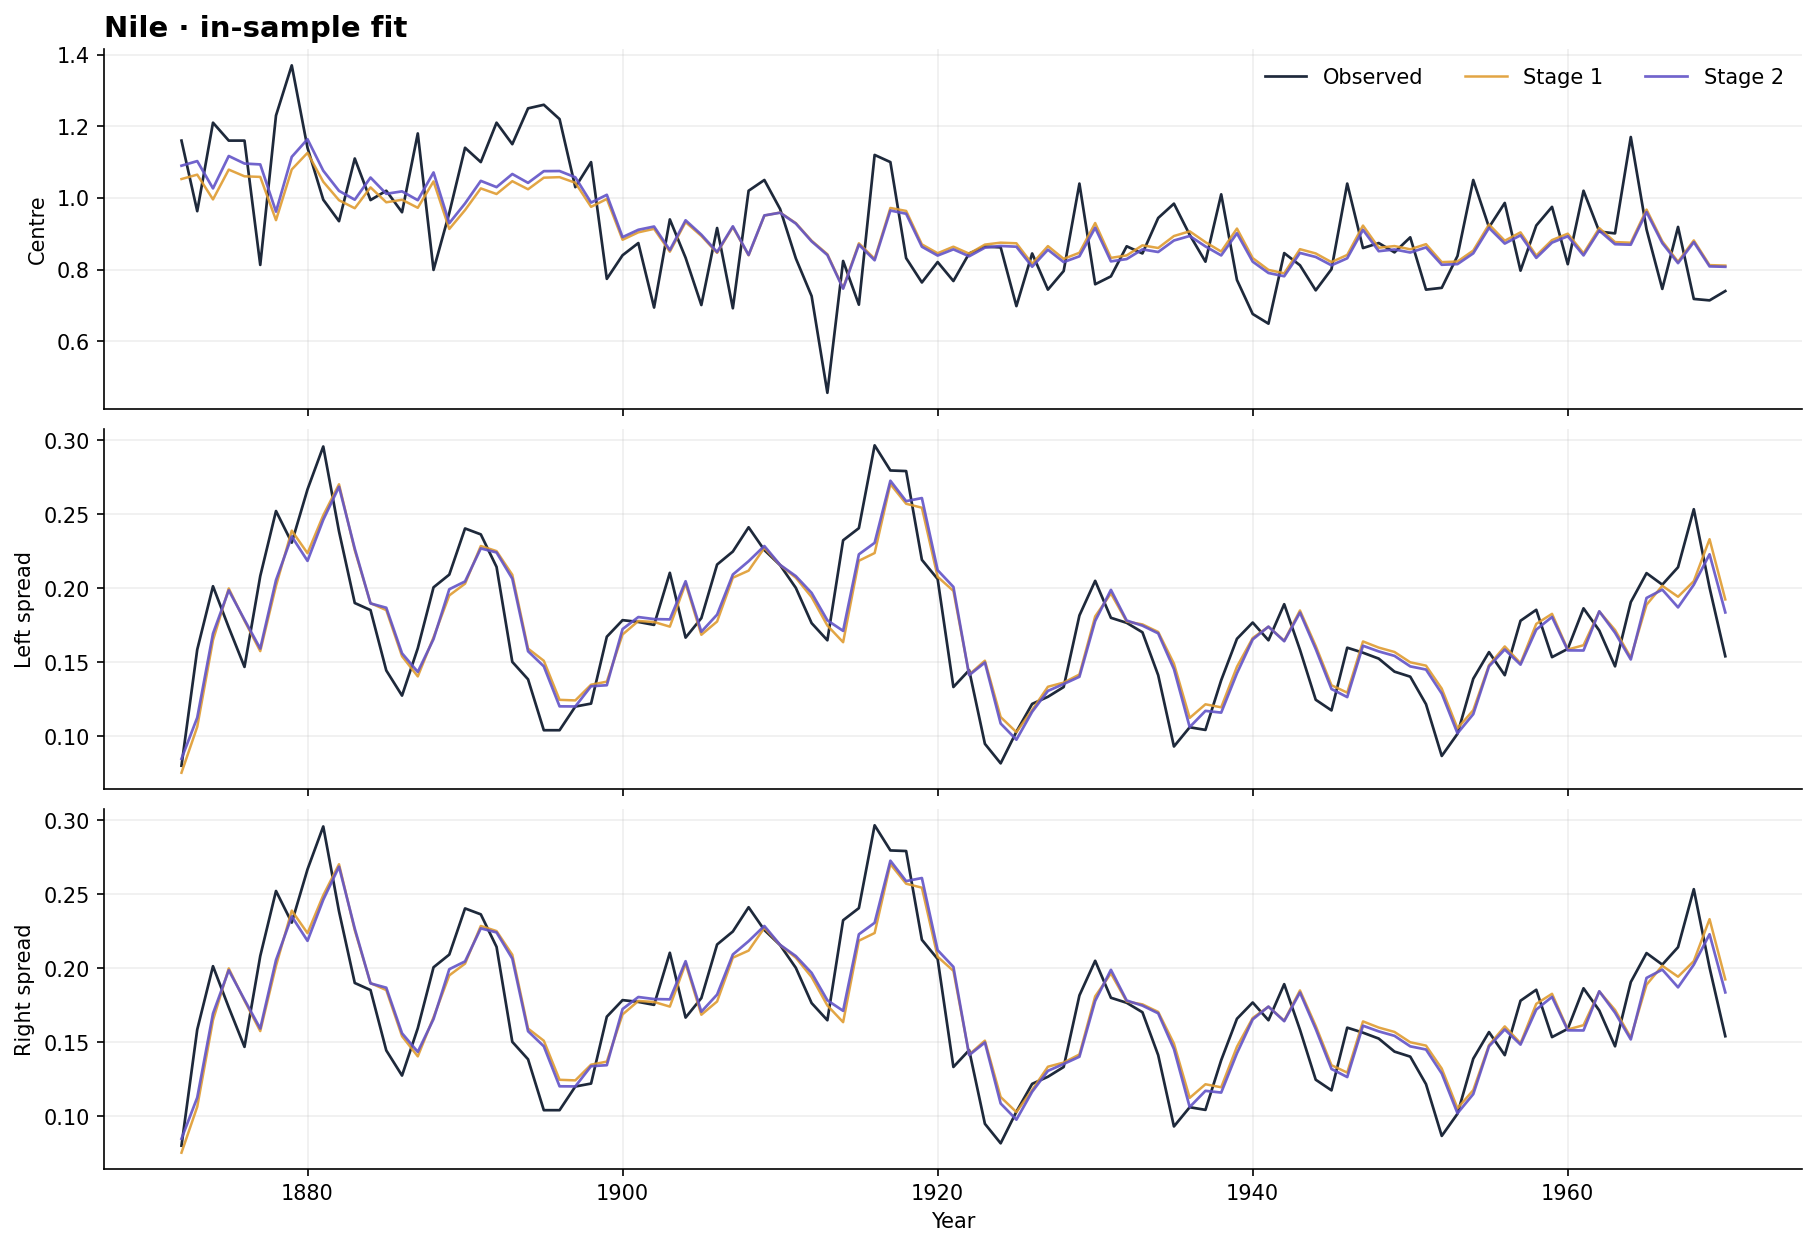 Nile · in-sample fit
Observed Stage 1 Stage 2
Centre
1.4
1.2
1.0
0.8
0.6
Left spread
0.30
0.25
0.20
0.15
0.10
Right spread
0.30
0.25
0.20
0.15
0.10
1880 1900 1920 1940 1960
Year